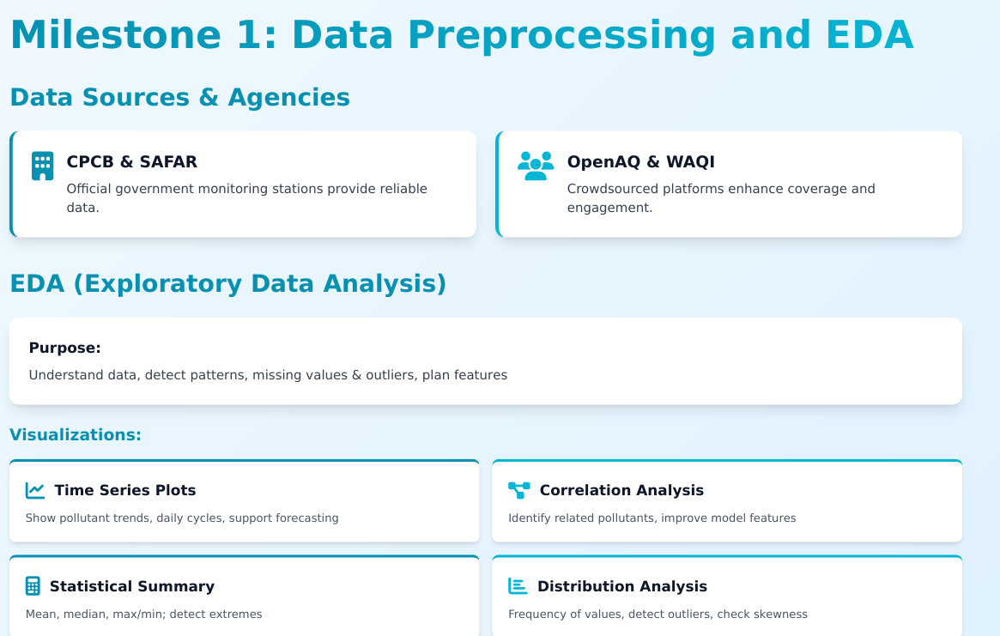 Milestone 1: Data Preprocessing and EDA
Data Sources & Agencies
CPCB & SAFAR
Official government monitoring stations provide reliable
data.
OpenAQ & WAQI
Crowdsourced platforms enhance coverage and
engagement.
EDA (Exploratory Data Analysis)
Purpose:
Understand data, detect patterns, missing values & outliers, plan features
Visualizations:
Time Series Plots
Show pollutant trends, daily cycles, support forecasting
Correlation Analysis
Identify related pollutants, improve model features
Statistical Summary
Mean, median, max/min; detect extremes
Distribution Analysis
Frequency of values, detect outliers, check skewness